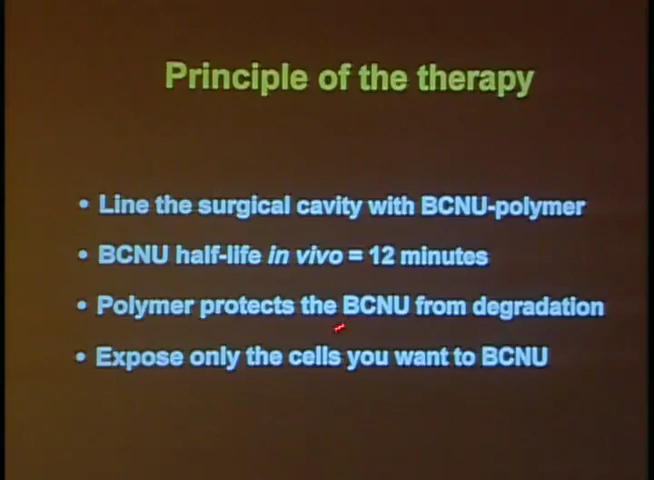 Principle of the therapy
• Line the surgical cavity with BCNU-polymer
• BCNU half-life in vivo = 12 minutes
• Polymer protects the BCNU from degradation
• Expose only the cells you want to BCNU